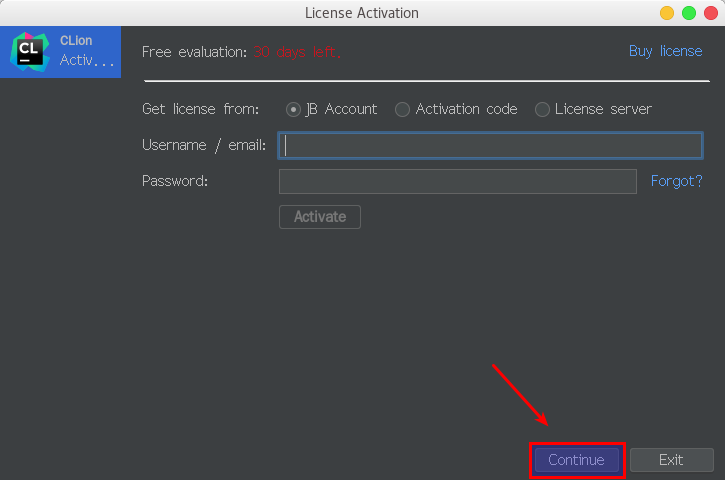 License Activation
CL
CLion
Activ...
Free evaluation: 30 days left.
Buy license
Get license from: JB Account Activation code License server
Username / email:
Password: Forgot?
Activate
Continue Exit